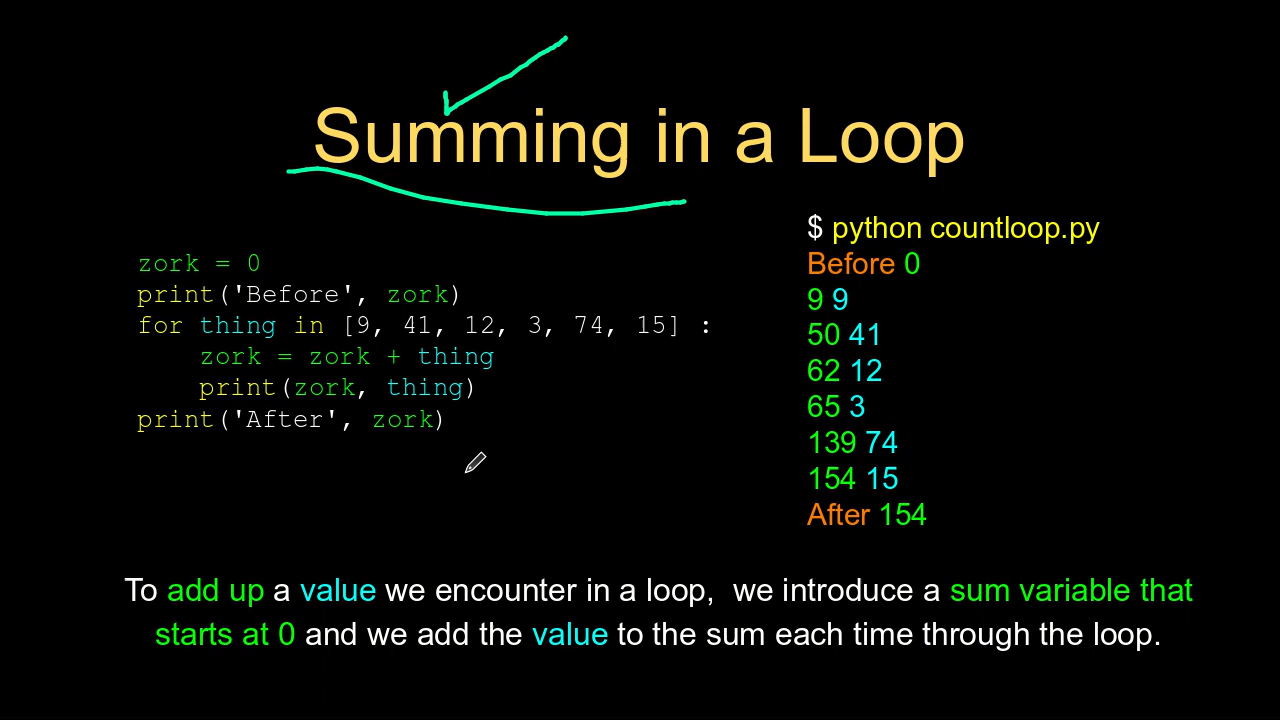 Summing in a Loop
zork = 0
print('Before', zork)
for thing in [9, 41, 12, 3, 74, 15] :
    zork = zork + thing
    print(zork, thing)
print('After', zork)
$ python countloop.py
Before 0
9 9
50 41
62 12
65 3
139 74
154 15
After 154
To add up a value we encounter in a loop,  we introduce a sum variable that
starts at 0 and we add the value to the sum each time through the loop.